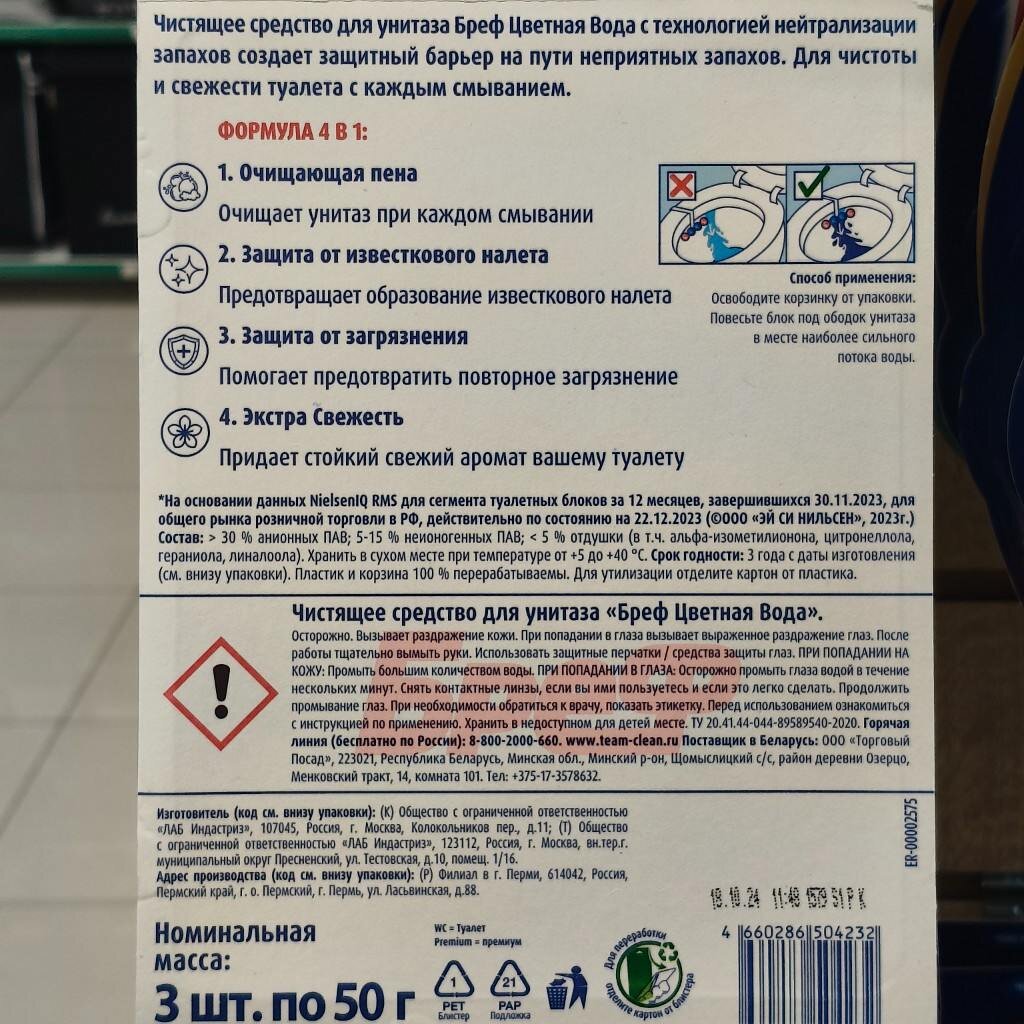 Чистящее средство для унитаза Бреф Цветная Вода с технологией нейтрализации
запахов создает защитный барьер на пути неприятных запахов. Для чистоты
и свежести туалета с каждым смыванием.
ФОРМУЛА 4 В 1:
1. Очищающая пена
Очищает унитаз при каждом смывании
2. Защита от известкового налета
Предотвращает образование известкового налета
3. Защита от загрязнения
Помогает предотвратить повторное загрязнение
4. Экстра Свежесть
Придает стойкий свежий аромат вашему туалету
Способ применения:
Освободите корзинку от упаковки.
Повесьте блок под ободок унитаза
в месте наиболее сильного
потока воды.
*На основании данных NielsenIQ RMS для сегмента туалетных блоков за 12 месяцев, завершившихся 30.11.2023, для
общего рынка розничной торговли в РФ, действительно по состоянию на 22.12.2023 (©ООО «ЭЙ СИ НИЛЬСЕН», 2023г.)
Состав: > 30 % анионных ПАВ; 5-15 % неионогенных ПАВ; < 5 % отдушки (в т.ч. альфа-изометилионона, цитронеллола,
гераниола, линалоола). Хранить в сухом месте при температуре от +5 до +40 °С. Срок годности: 3 года с даты изготовления
(см. внизу упаковки). Пластик и корзина 100 % перерабатываемы. Для утилизации отделите картон от пластика.
Чистящее средство для унитаза «Бреф Цветная Вода».
Осторожно. Вызывает раздражение кожи. При попадании в глаза вызывает выраженное раздражение глаз. После
работы тщательно вымыть руки. Использовать защитные перчатки / средства защиты глаз. ПРИ ПОПАДАНИИ НА
КОЖУ: Промыть большим количеством воды. ПРИ ПОПАДАНИИ В ГЛАЗА: Осторожно промыть глаза водой в течение
нескольких минут. Снять контактные линзы, если вы ими пользуетесь и если это легко сделать. Продолжить
промывание глаз. При необходимости обратиться к врачу, показать этикетку. Перед использованием ознакомиться
с инструкцией по применению. Хранить в недоступном для детей месте. ТУ 20.41.44-044-89589540-2020. Горячая
линия (бесплатно по России): 8-800-2000-660. www.team-clean.ru Поставщик в Беларусь: ООО «Торговый
Посад», 223021, Республика Беларусь, Минская обл., Минский р-он, Щомыслицкий с/с, район деревни Озерцо,
Менковский тракт, 14, комната 101. Тел: +375-17-3578632.
Бреф
Изготовитель (код см. внизу упаковки): (К) Общество с ограниченной ответственностью
«ЛАБ Индастриз», 107045, Россия, г. Москва, Колокольников пер., д.11; (Т) Общество
с ограниченной ответственностью «ЛАБ Индастриз», 123112, Россия, г. Москва, вн.тер.г.
муниципальный округ Пресненский, ул. Тестовская, д.10, помещ. 1/16.
Адрес производства (код см. внизу упаковки): (Р) Филиал в г. Перми, 614042, Россия,
Пермский край, г. о. Пермский, г. Пермь, ул. Ласьвинская, д.88.
ER-00002575
18.10.24 11:48
Номинальная
масса:
3 шт. по 50 г
WC = Туалет
Premium = премиум
1
PET
Блистер
21
PAP
Подложка
Для переработки
отделите картон от блистера
4 660286 504232